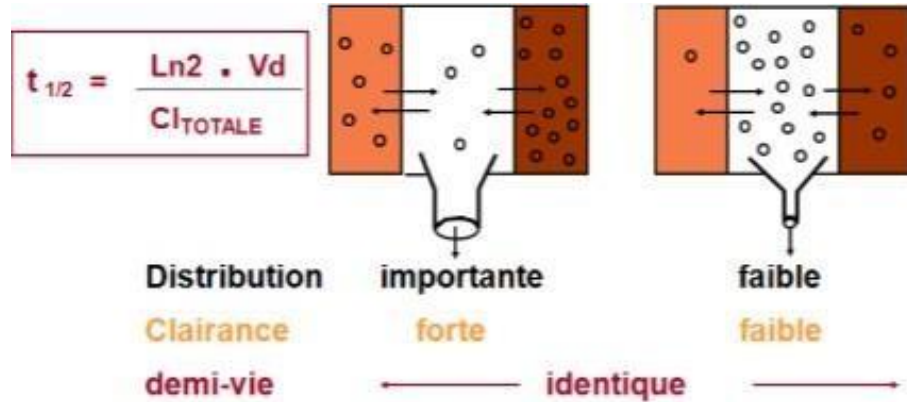 t 1/2 = Ln2 . Vd
ClTOTALE
Distribution importante faible
Clairance forte faible
demi-vie identique